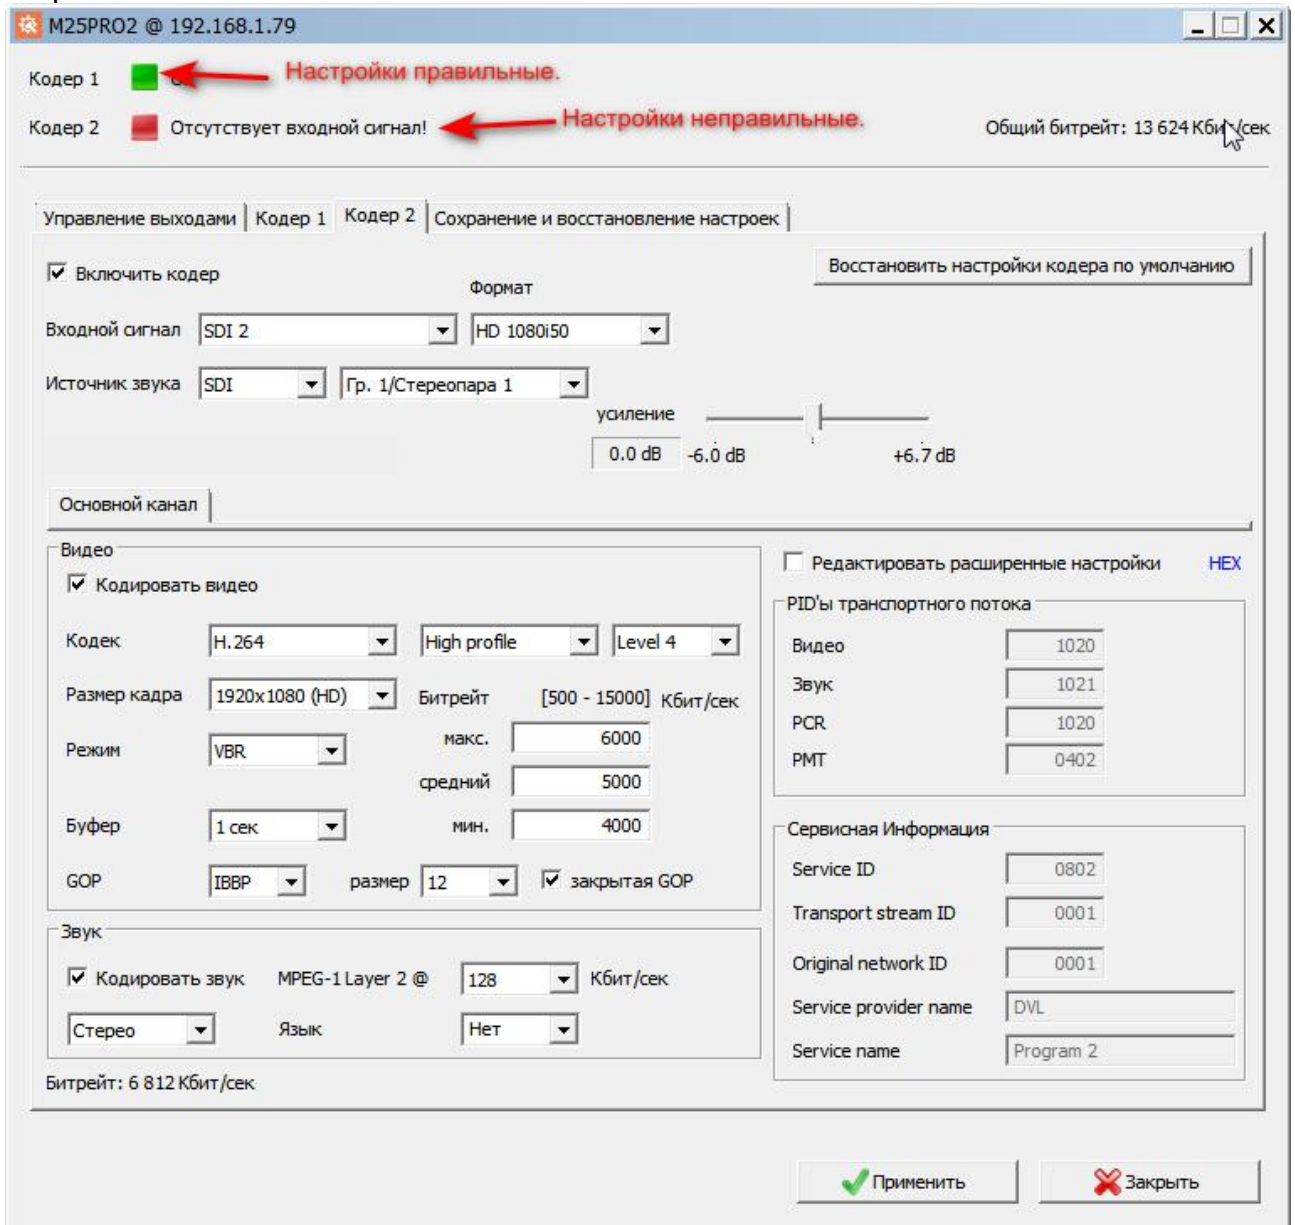 M25PRO2 @ 192.168.1.79
Кодер 1 Настройки правильные.
Кодер 2 Отсутствует входной сигнал! Настройки неправильные. Общий битрейт: 13 624 Кбит/сек
Управление выходами Кодер 1 Кодер 2 Сохранение и восстановление настроек
Включить кодер Восстановить настройки кодера по умолчанию
Формат
Входной сигнал SDI 2 HD 1080i50
Источник звука SDI Гр. 1/Стереопара 1
усиление
0.0 dB -6.0 dB +6.7 dB
Основной канал
Видео
Кодировать видео
Кодек H.264 High profile Level 4
Размер кадра 1920x1080 (HD) Битрейт [500 - 15000] Кбит/сек
Режим VBR макс. 6000
средний 5000
Буфер 1 сек мин. 4000
GOP IBBP размер 12 закрытая GOP
Звук
Кодировать звук MPEG-1 Layer 2 @ 128 Кбит/сек
Стерео Язык Нет
Битрейт: 6 812 Кбит/сек
Редактировать расширенные настройки HEX
PID'ы транспортного потока
Видео 1020
Звук 1021
PCR 1020
PMT 0402
Сервисная Информация
Service ID 0802
Transport stream ID 0001
Original network ID 0001
Service provider name DVL
Service name Program 2
Применить Закрыть